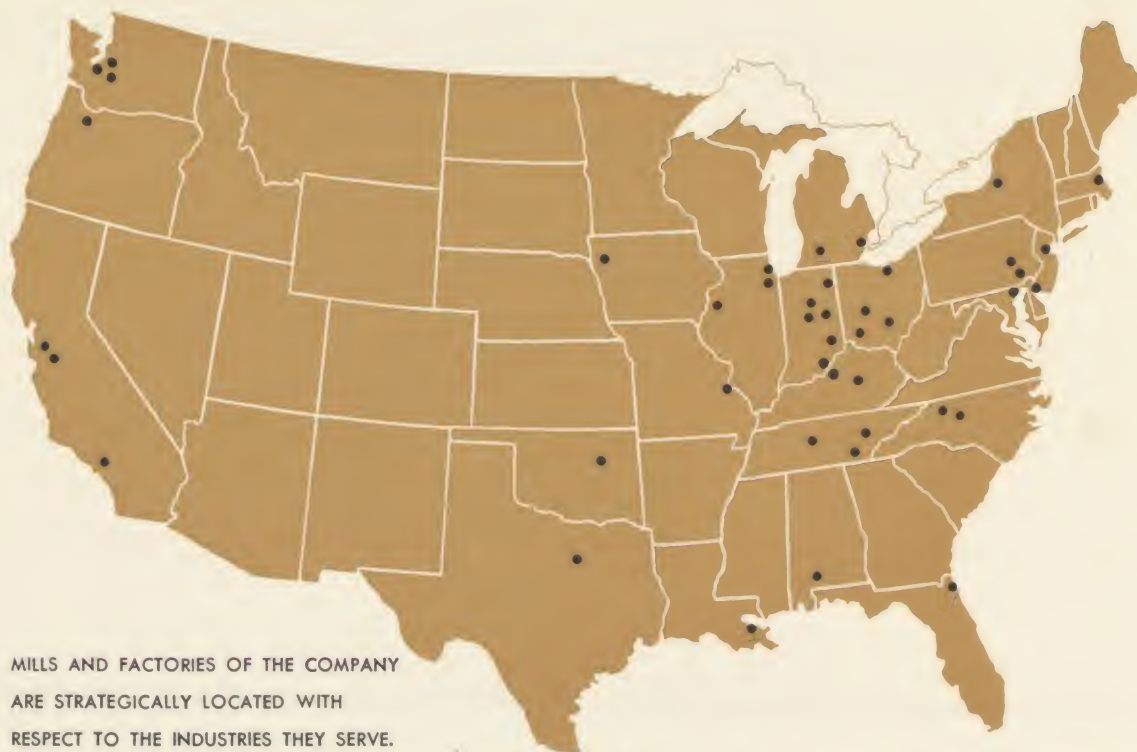 MILLS AND FACTORIES OF THE COMPANY
ARE STRATEGICALLY LOCATED WITH
RESPECT TO THE INDUSTRIES THEY SERVE.